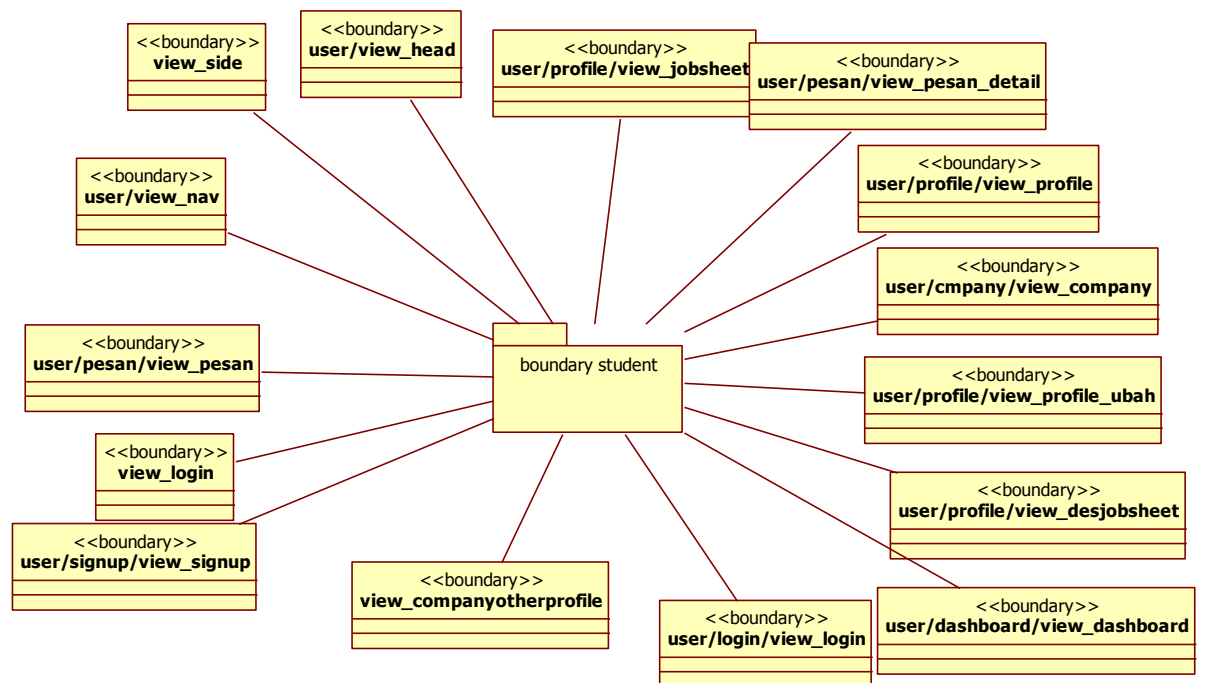 <<boundary>>
view_side
<<boundary>>
user/view_head
<<boundary>>
user/profile/view_jobsheet
<<boundary>>
user/pesan/view_pesan_detail
<<boundary>>
user/view_nav
<<boundary>>
user/profile/view_profile
<<boundary>>
user/cmpany/view_company
<<boundary>>
user/pesan/view_pesan
boundary student
<<boundary>>
user/profile/view_profile_ubah
<<boundary>>
view_login
<<boundary>>
user/profile/view_desjobsheet
<<boundary>>
user/signup/view_signup
<<boundary>>
view_companyotherprofile
<<boundary>>
user/login/view_login
<<boundary>>
user/dashboard/view_dashboard